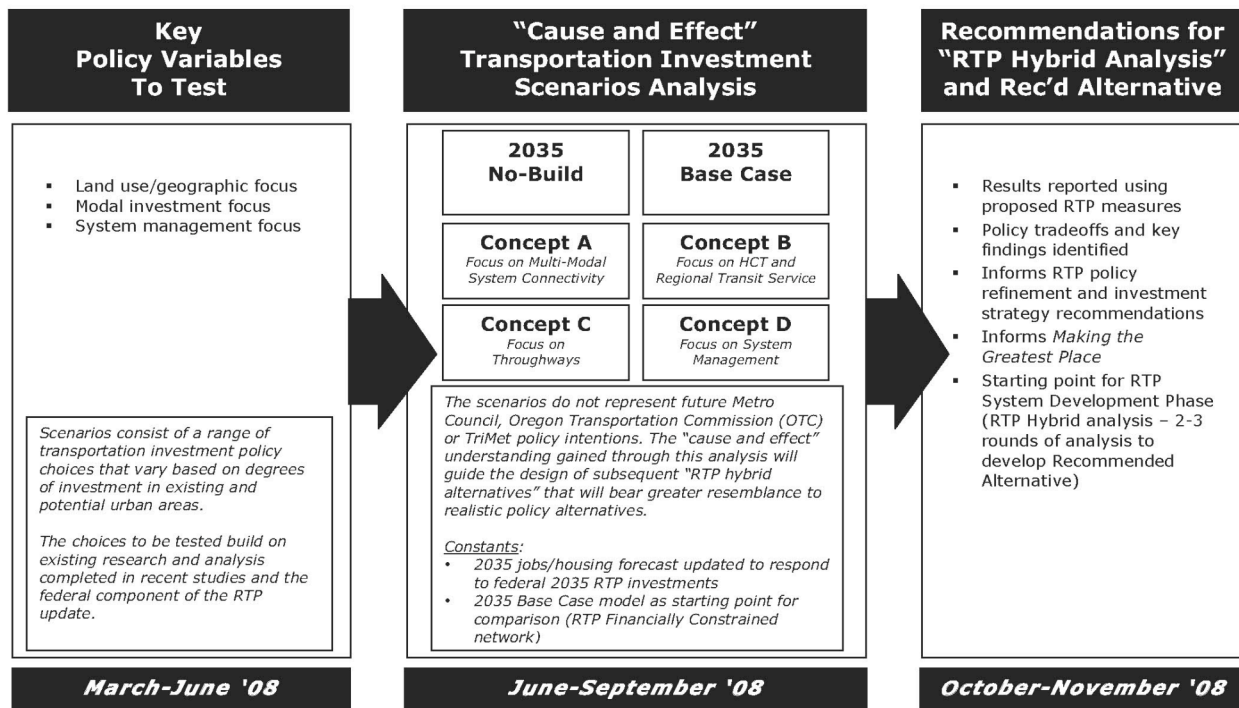 Key
Policy Variables
To Test
▪ Land use/geographic focus
▪ Modal investment focus
▪ System management focus
Scenarios consist of a range of
transportation investment policy
choices that vary based on degrees
of investment in existing and
potential urban areas.
The choices to be tested build on
existing research and analysis
completed in recent studies and the
federal component of the RTP
update.
March-June '08
“Cause and Effect”
Transportation Investment
Scenarios Analysis
2035
No-Build
2035
Base Case
Concept A
Focus on Multi-Modal
System Connectivity
Concept B
Focus on HCT and
Regional Transit Service
Concept C
Focus on
Throughways
Concept D
Focus on System
Management
The scenarios do not represent future Metro
Council, Oregon Transportation Commission (OTC)
or TriMet policy intentions. The “cause and effect”
understanding gained through this analysis will
guide the design of subsequent “RTP hybrid
alternatives” that will bear greater resemblance to
realistic policy alternatives.
Constants:
• 2035 jobs/housing forecast updated to respond
to federal 2035 RTP investments
• 2035 Base Case model as starting point for
comparison (RTP Financially Constrained
network)
June-September '08
Recommendations for
“RTP Hybrid Analysis”
and Rec’d Alternative
▪ Results reported using
proposed RTP measures
▪ Policy tradeoffs and key
findings identified
▪ Informs RTP policy
refinement and investment
strategy recommendations
▪ Informs Making the
Greatest Place
▪ Starting point for RTP
System Development Phase
(RTP Hybrid analysis – 2-3
rounds of analysis to
develop Recommended
Alternative)
October-November '08